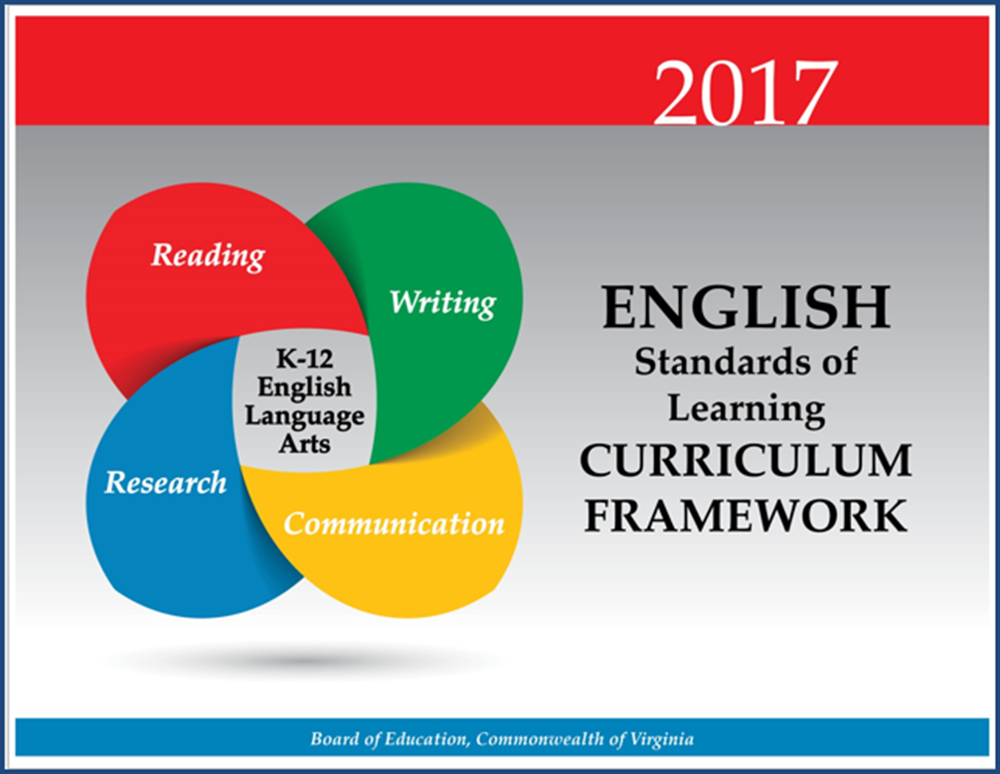 2017
Reading
Writing
K-12
English
Language
Arts
Research
Communication
ENGLISH
Standards of
Learning
CURRICULUM
FRAMEWORK
Board of Education, Commonwealth of Virginia